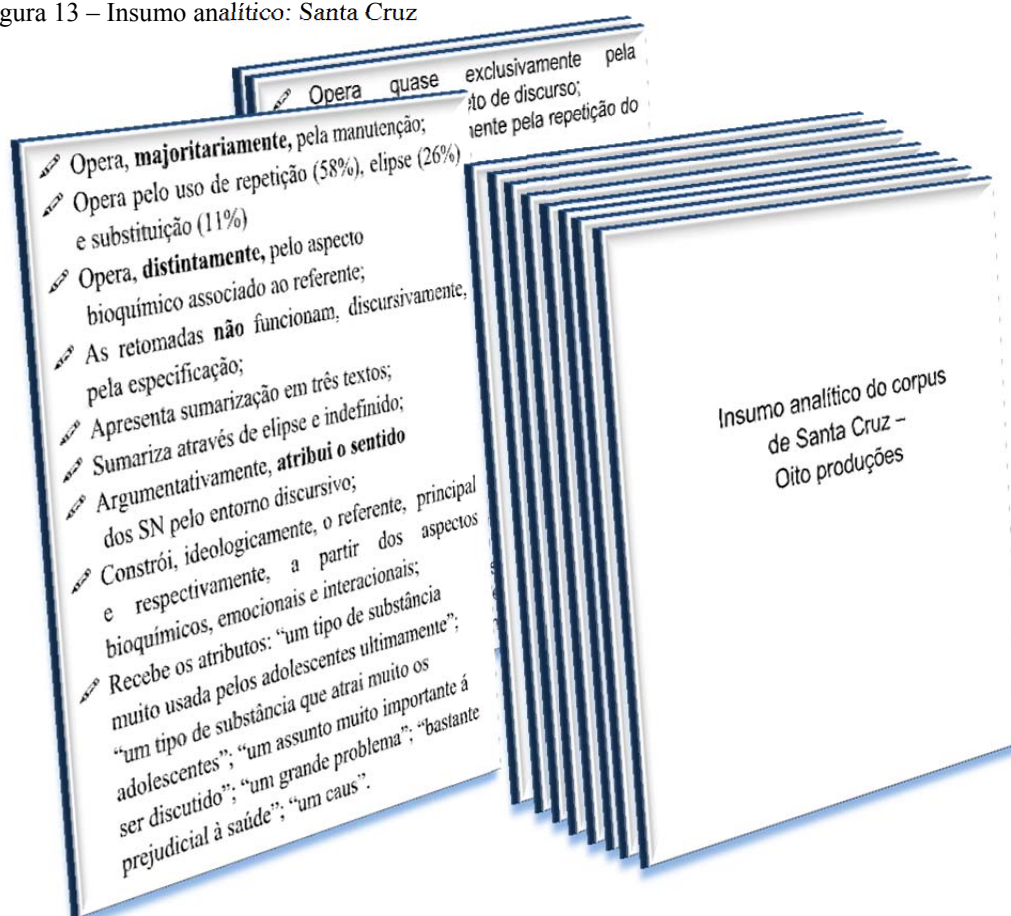 gura 13 – Insumo analítico: Santa Cruz
Opera quase exclusivamente pela
to de discurso;
ente pela repetição do
Opera, majoritariamente, pela manutenção;
Opera pelo uso de repetição (58%), elipse (26%)
e substituição (11%)
Opera, distintamente, pelo aspecto
bioquímico associado ao referente;
As retomadas não funcionam, discursivamente,
pela especificação;
Apresenta sumarização em três textos;
Sumariza através de elipse e indefinido;
Argumentativamente, atribui o sentido
dos SN pelo entorno discursivo;
Constrói, ideologicamente, o referente, principal
e respectivamente, a partir dos aspectos
bioquímicos, emocionais e interacionais;
Recebe os atributos: “um tipo de substância
muito usada pelos adolescentes ultimamente”;
“um tipo de substância que atrai muito os
adolescentes”; “um assunto muito importante á
ser discutido”; “um grande problema”; “bastante
prejudicial à saúde”; “um caus”.
Insumo analítico do corpus
de Santa Cruz –
Oito produções